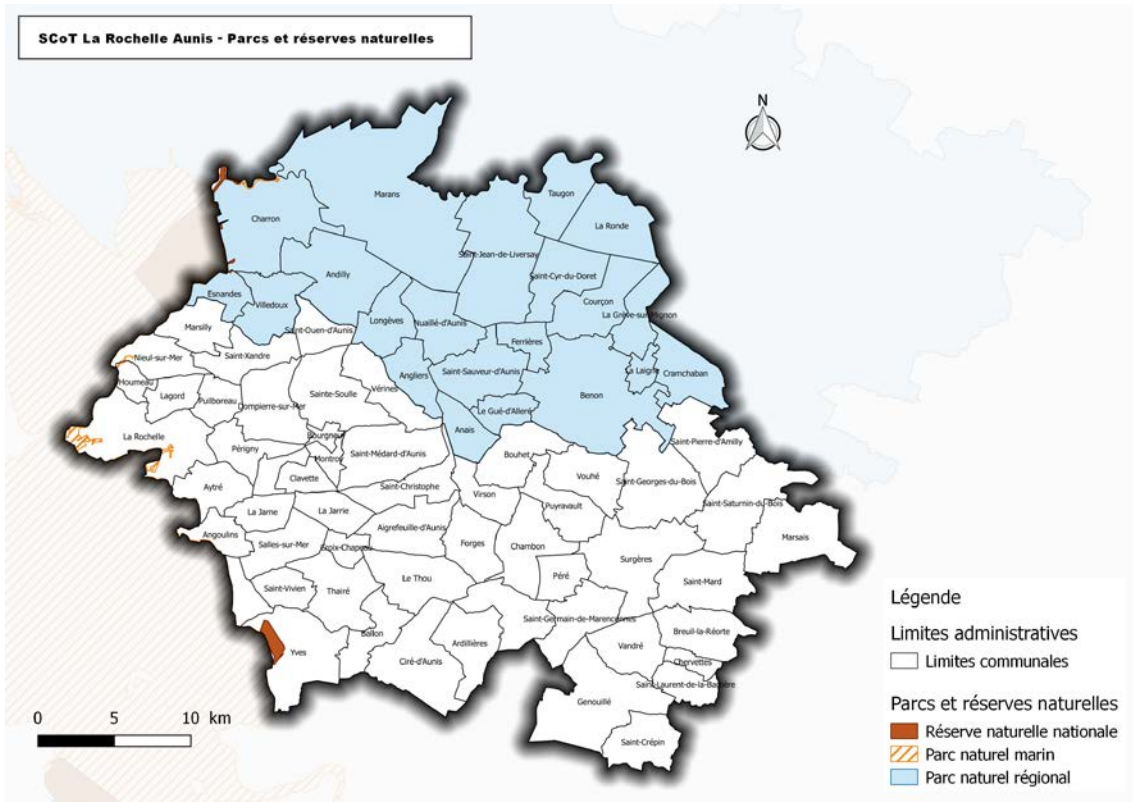 SCoT La Rochelle Aunis - Parcs et réserves naturelles
N
Marans
Taugon
Charron
La Ronde
Saint-Jean-de-Liversay
Andilly
Saint-Cyr-du-Doret
Esnandes
Villedoux
Courçon
Longèves
Nuaillé-d'Aunis
La Grève-sur-Mignon
Marsilly
Saint-Ouen-d'Aunis
Ferrières
Nieul-sur-Mer
Saint-Xandre
Angliers
Saint-Sauveur-d'Aunis
La Laigne
Cramchaban
Houmeau
Lagord
Puilboreau
Sainte-Soulle
Vérines
Benon
Dompierre-sur-Mer
Le Gué-d'Alleré
La Rochelle
Bourgneuf
Anais
Saint-Pierre-d'Amilly
Périgny
Montroy
Saint-Médard-d'Aunis
Bouhet
Clavette
Vouhé
Saint-Georges-du-Bois
Aytré
Saint-Christophe
Virson
Saint-Saturnin-du-Bois
La Jarne
La Jarrie
Puyravault
Angoulins
Aigrefeuille-d'Aunis
Marsais
Salles-sur-Mer
Croix-Chapeau
Forges
Chambon
Surgères
Saint-Vivien
Thairé
Le Thou
Péré
Saint-Mard
Saint-Germain-de-Marencennes
Ballon
Ardillières
Breuil-la-Réorte
Yves
Ciré-d'Aunis
Vandré
Chervettes
Saint-Laurent-de-la-Barrière
Genouillé
Saint-Crépin
0 5 10 km
Légende
Limites administratives
Limites communales
Parcs et réserves naturelles
Réserve naturelle nationale
Parc naturel marin
Parc naturel régional